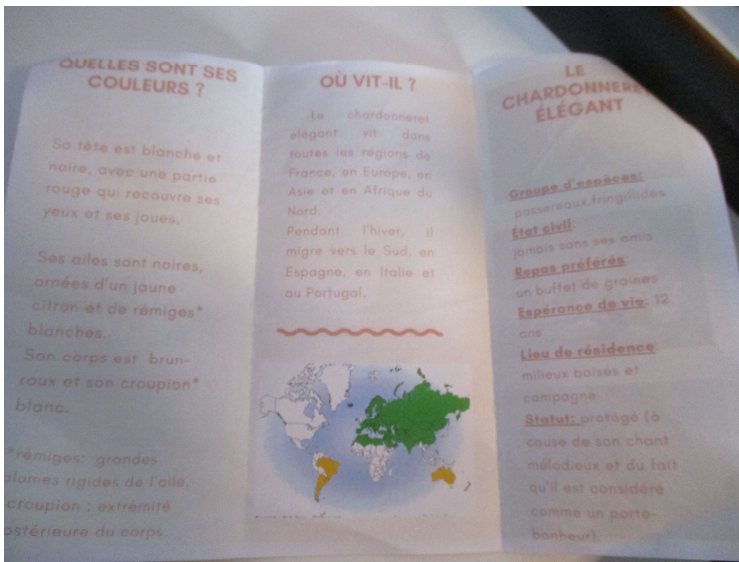 QUELLES SONT SES
COULEURS ?
Sa tête est blanche et
noire, avec une partie
rouge qui recouvre ses
yeux et ses joues.
Ses ailes sont noires,
ornées d'un jaune
citron et de rémiges*
blanches.
Son corps est brun-
roux et son croupion*
blanc.
*rémiges: grandes
plumes rigides de l'aile.
croupion : extrémité
postérieure du corps.
OÙ VIT-IL ?
Le chardonneret
élégant vit dans
toutes les régions de
France, en Europe, en
Asie et en Afrique du
Nord.
Pendant l'hiver, il
migre vers le Sud, en
Espagne, en Italie et
au Portugal.
LE
CHARDONNERE
ÉLÉGANT
Groupe d'espèces:
passereaux,fringillidés
État civil:
jamais sans ses amis
Repas préférés:
un buffet de graines
Espérance de vie: 12
ans
Lieu de résidence:
milieux boisés et
campagne
Statut: protégé (à
cause de son chant
mélodieux et du fait
qu'il est considéré
comme un porte-
bonheur).